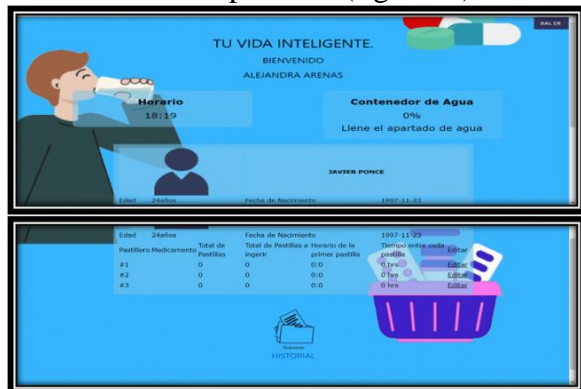 SALIR
TU VIDA INTELIGENTE.
BIENVENIDO
ALEJANDRA ARENAS
Horario
18:19
Contenedor de Agua
0%
Llene el apartado de agua
JAVIER PONCE
Edad 24años Fecha de Nacimiento 1997-11-23
Edad 24años Fecha de Nacimiento 1997-11-23
Pastillero Medicamento Total de Pastillas Total de Pastillas a ingerir Horario de la primer pastilla Tiempo entre cada pastilla Editar
#1 0 0 0:0 0 hrs Editar
#2 0 0 0:0 0 hrs Editar
#3 0 0 0:0 0 hrs Editar
HISTORIAL